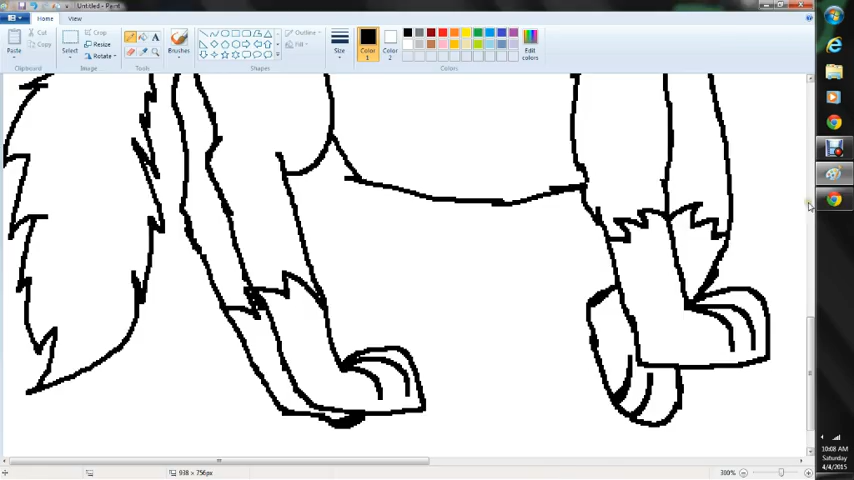 Untitled - Paint
Home View
Paste
Cut
Copy
Clipboard
Select
Crop
Resize
Rotate
Image
Tools
Brushes
Outline
Fill
Shapes
Size
Color 1
Color 2
Colors
Edit colors
938 × 756px
300%
10:08 AM
Saturday
4/4/2015